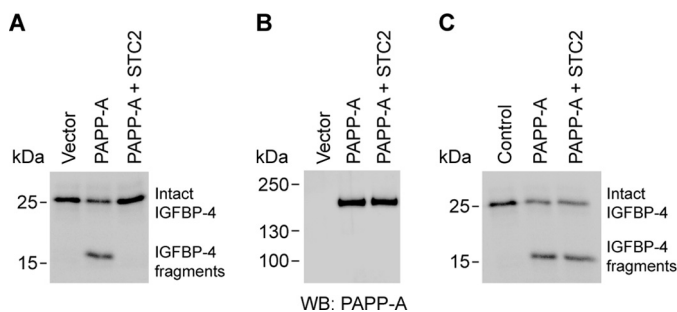 A
B
C
Vector
PAPP-A
PAPP-A + STC2
kDa
25
15
Intact
IGFBP-4
IGFBP-4
fragments
Vector
PAPP-A
PAPP-A + STC2
kDa
250
130
100
WB: PAPP-A
Control
PAPP-A
PAPP-A + STC2
kDa
25
15
Intact
IGFBP-4
IGFBP-4
fragments